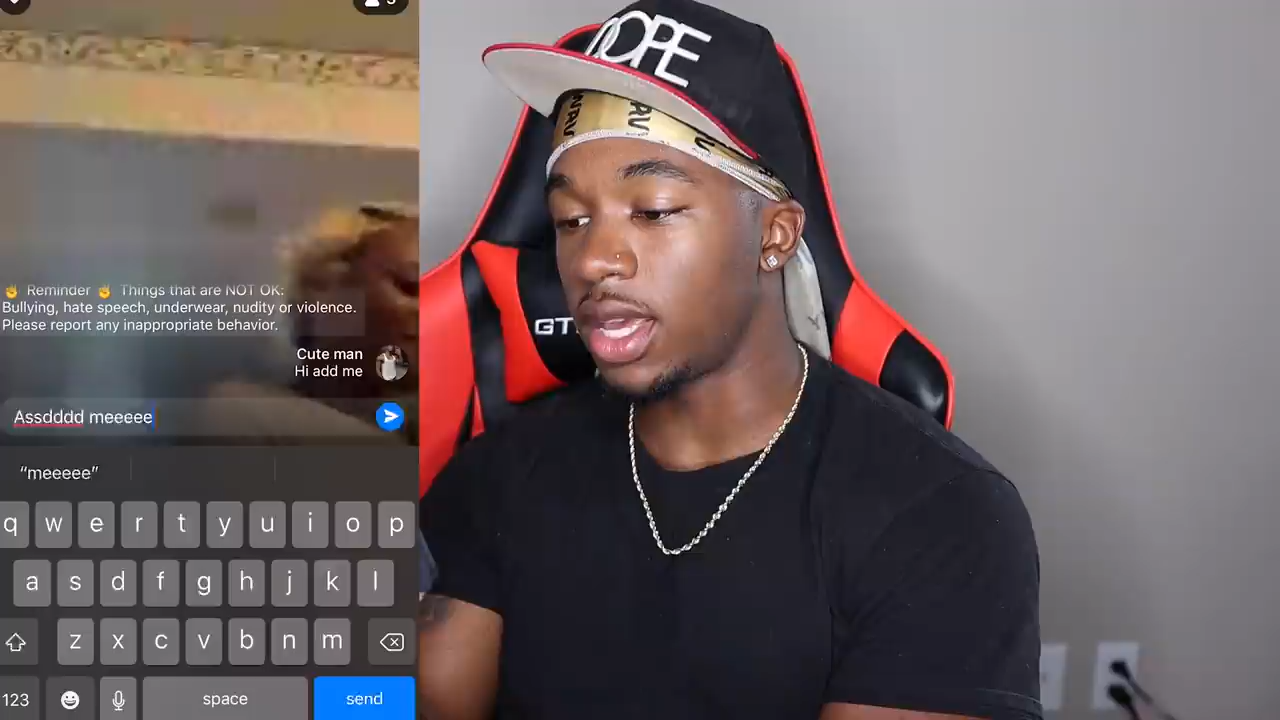 ✌ Reminder ✌ Things that are NOT OK:
Bullying, hate speech, underwear, nudity or violence.
Please report any inappropriate behavior.
Cute man
Hi add me
Assdddd meeeee
“meeeee”
q w e r t y u i o p
a s d f g h j k l
z x c v b n m
123 space send
DOPE
GT